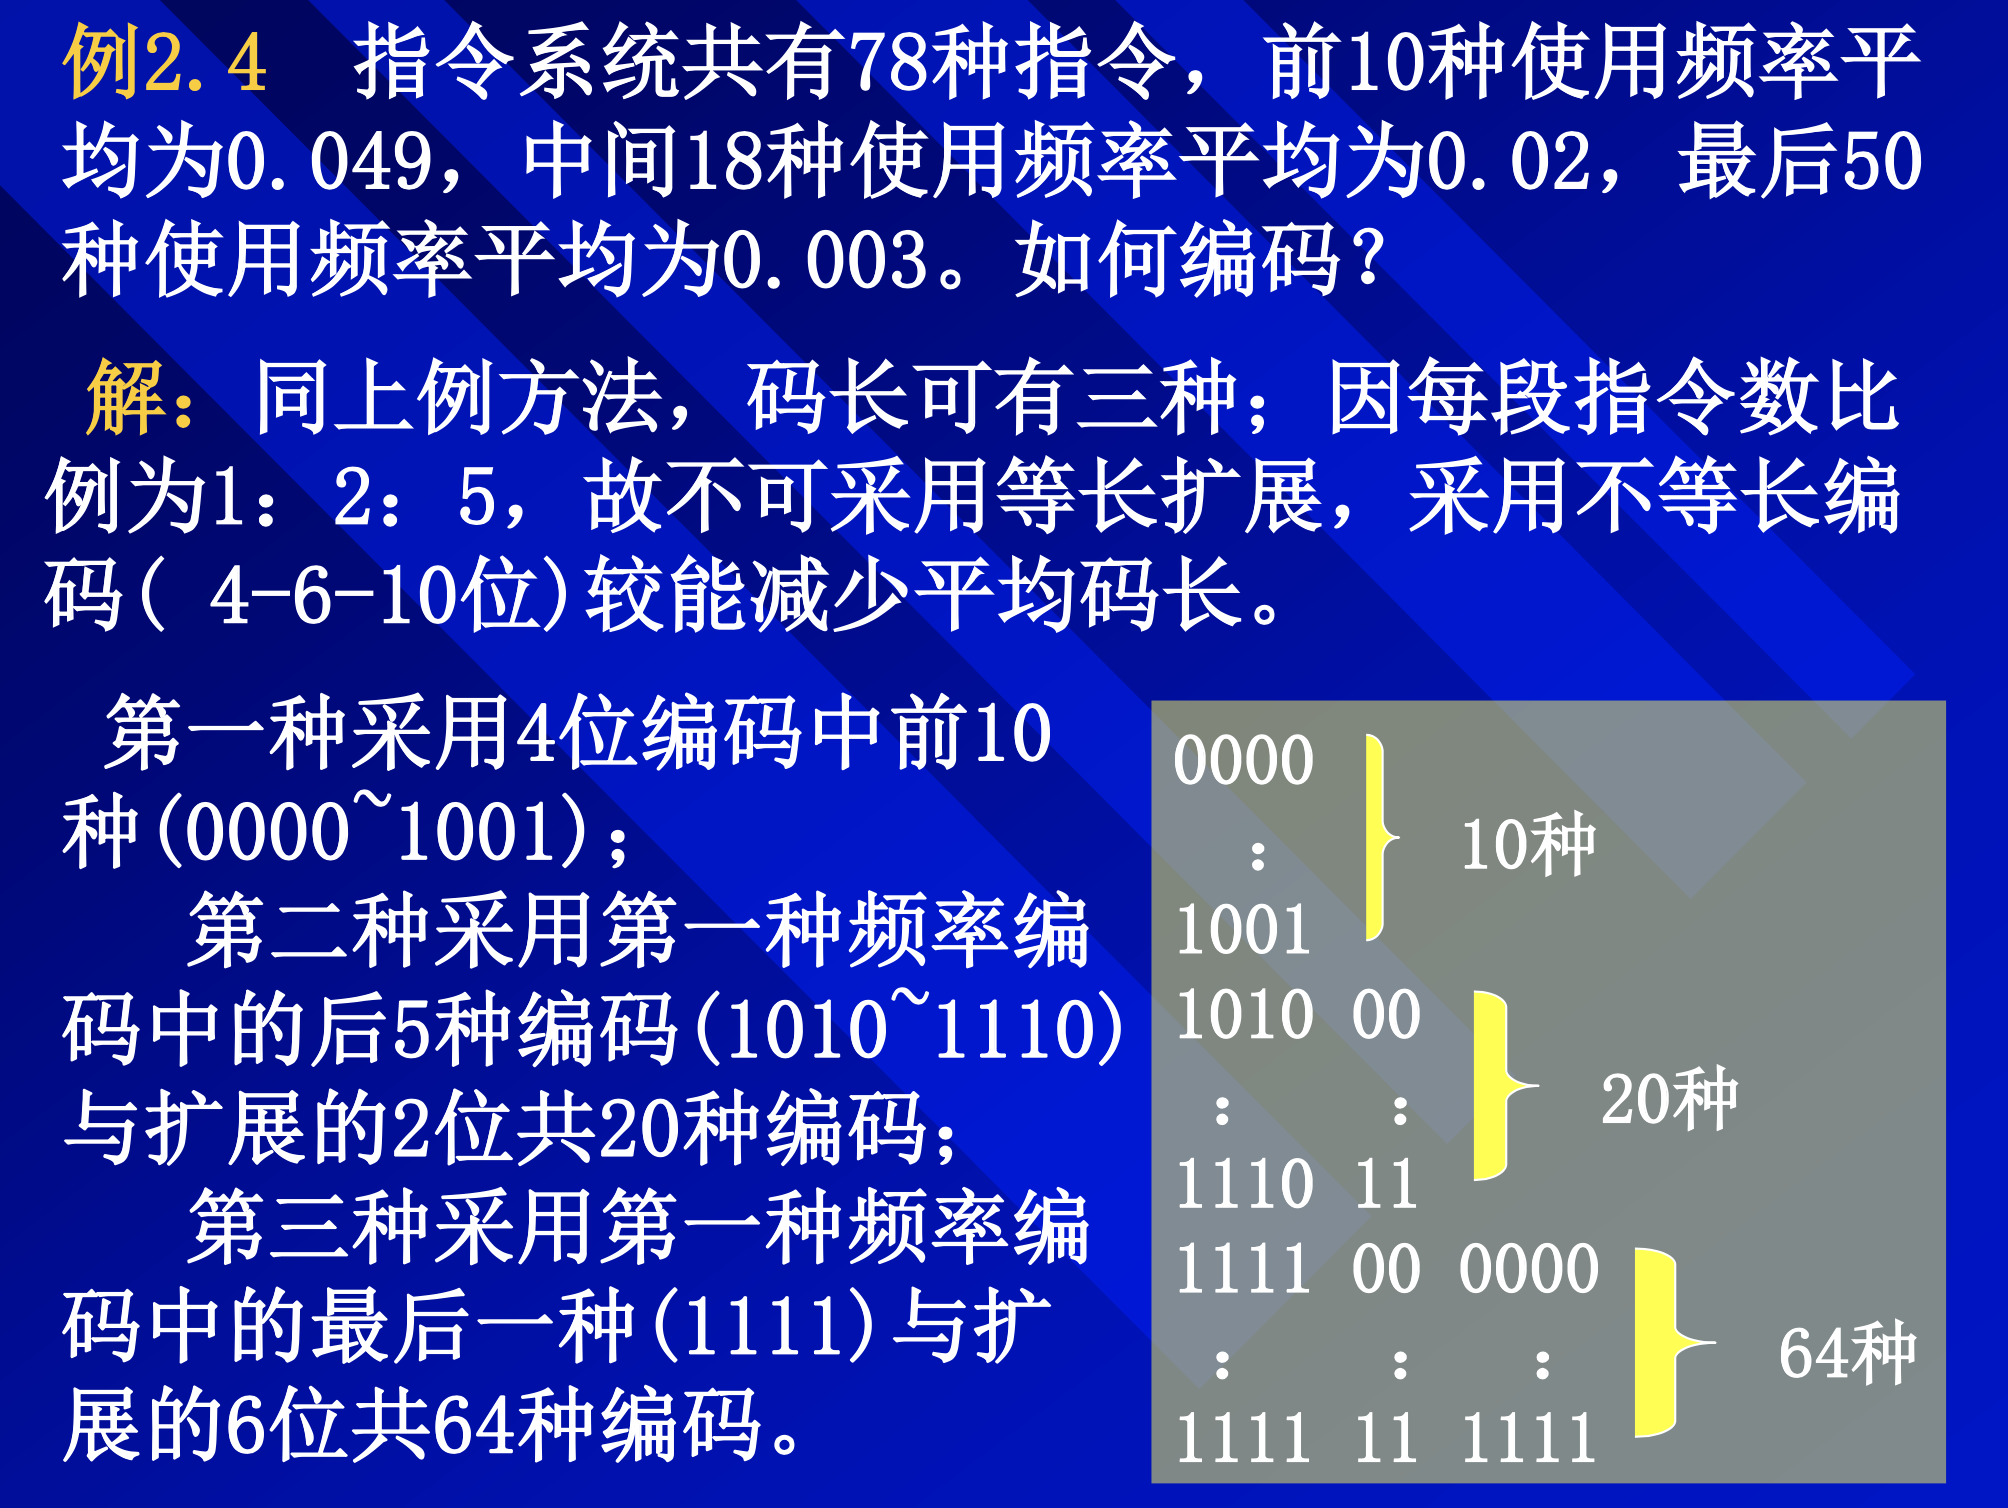 例2.4 指令系统共有78种指令，前10种使用频率平
均为0.049，中间18种使用频率平均为0.02，最后50
种使用频率平均为0.003。如何编码？
解：同上例方法，码长可有三种；因每段指令数比
例为1：2：5，故不可采用等长扩展，采用不等长编
码( 4-6-10位)较能减少平均码长。
第一种采用4位编码中前10
种(0000~1001)；
第二种采用第一种频率编
码中的后5种编码(1010~1110)
与扩展的2位共20种编码；
第三种采用第一种频率编
码中的最后一种(1111)与扩
展的6位共64种编码。
0000
： 10种
1001
1010 00
： ： 20种
1110 11
1111 00 0000
： ： ： 64种
1111 11 1111